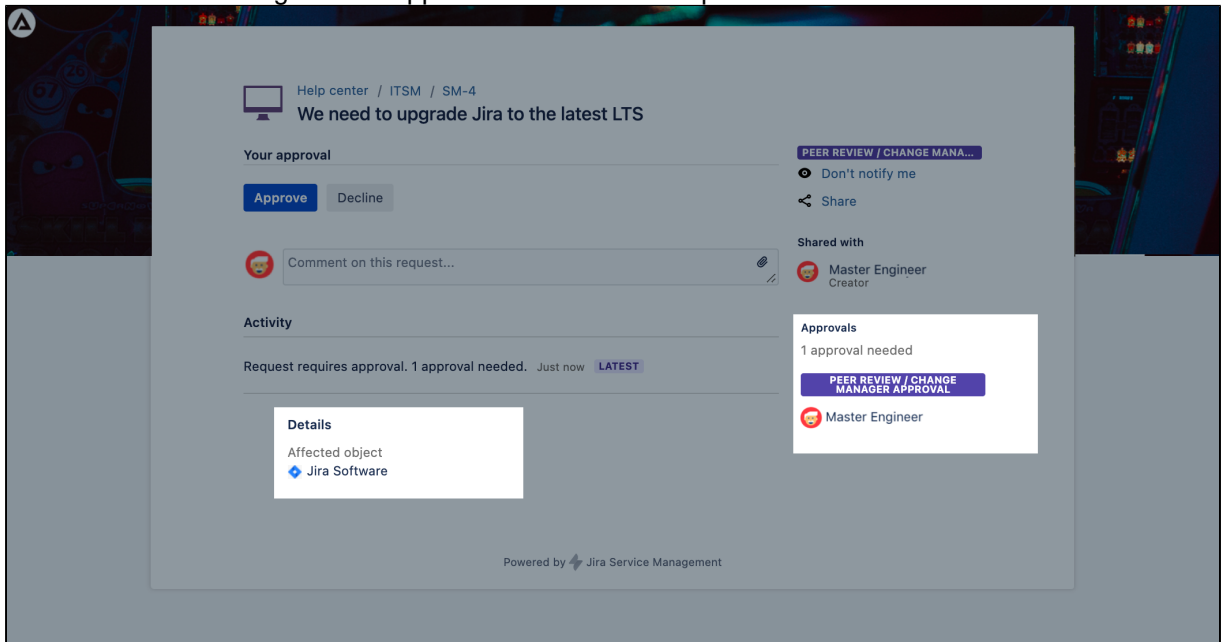 Help center / ITSM / SM-4
We need to upgrade Jira to the latest LTS
Your approval
Approve Decline
Comment on this request...
Activity
Request requires approval. 1 approval needed. Just now LATEST
Details
Affected object
Jira Software
PEER REVIEW / CHANGE MANA...
Don't notify me
Share
Shared with
Master Engineer
Creator
Approvals
1 approval needed
PEER REVIEW / CHANGE
MANAGER APPROVAL
Master Engineer
Powered by Jira Service Management